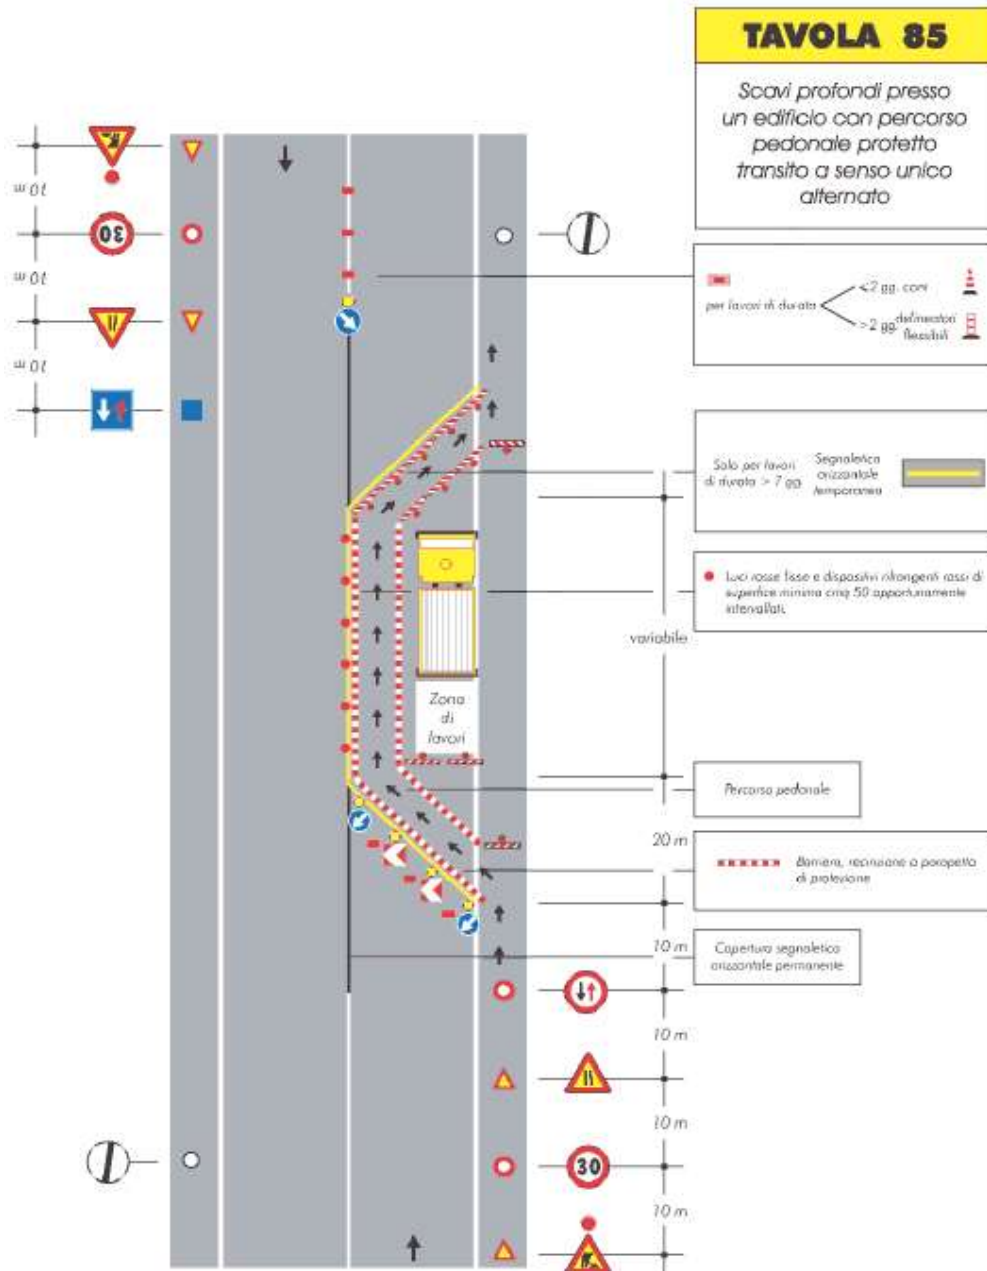 TAVOLA 85
Scavi profondi presso
un edificio con percorso
pedonale protetto
transito a senso unico
alternato
10 m
30
10 m
10 m
per lavori di durata
<2 gg. coni
>2 gg. delineatori
flessibili
Solo per lavori
di durata > 7 gg.
Segnaletica
orizzontale
temporanea
Luci rosse fisse e dispositivi rifrangenti rossi di
superficie minima cmq 50 opportunamente
intervallati.
variabile
Zona
di
lavori
Percorso pedonale
20 m
Barriera, recinzione o parapetto
di protezione
10 m
Copertura segnaletica
orizzontale permanente
10 m
10 m
30
10 m